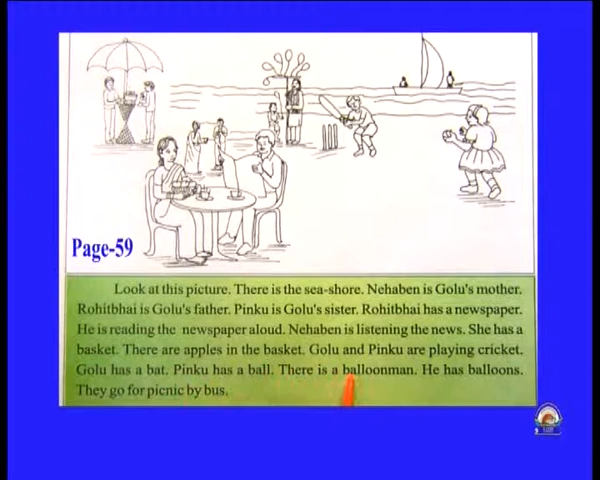 Page-59
Look at this picture. There is the sea-shore. Nehaben is Golu's mother.
Rohitbhai is Golu's father. Pinku is Golu's sister. Rohitbhai has a newspaper.
He is reading the newspaper aloud. Nehaben is listening the news. She has a
basket. There are apples in the basket. Golu and Pinku are playing cricket.
Golu has a bat. Pinku has a ball. There is a balloonman. He has balloons.
They go for picnic by bus.